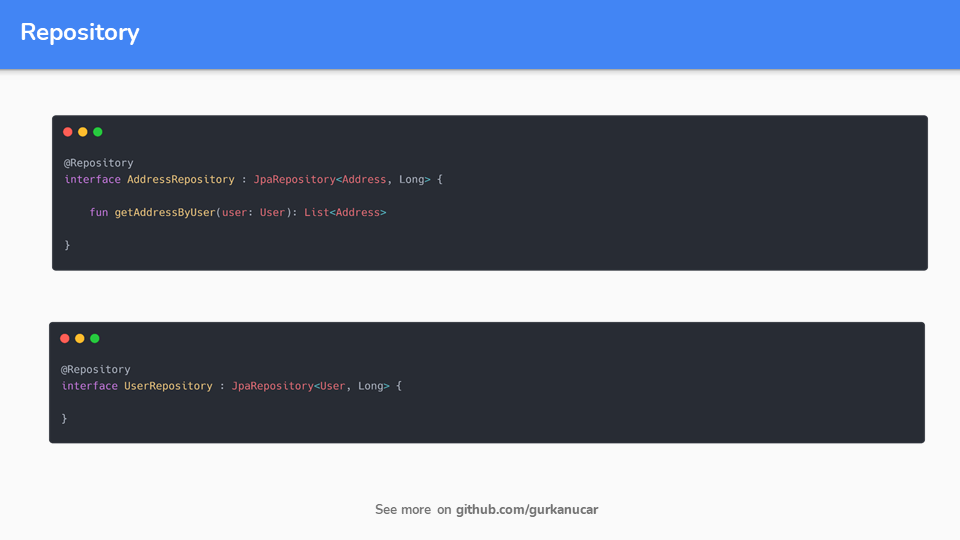 Repository
@Repository
interface AddressRepository : JpaRepository<Address, Long> {
fun getAddressByUser(user: User): List<Address>
}
@Repository
interface UserRepository : JpaRepository<User, Long> {
}
See more on github.com/gurkanucar